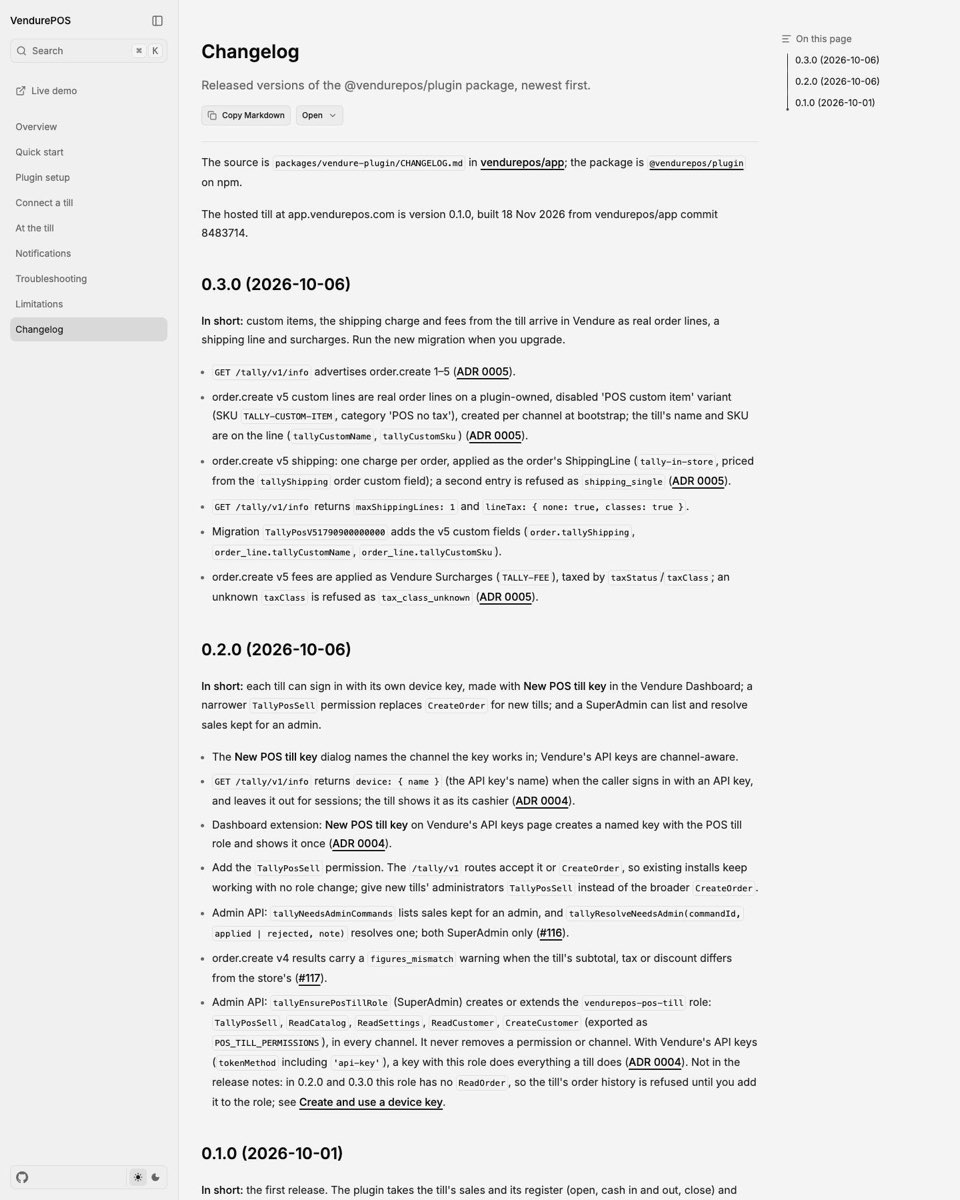 VendurePOS
Search
⌘ K
Live demo
Overview
Quick start
Plugin setup
Connect a till
At the till
Notifications
Troubleshooting
Limitations
Changelog
Changelog
Released versions of the @vendurepos/plugin package, newest first.
Copy Markdown
Open
The source is packages/vendure-plugin/CHANGELOG.md in vendurepos/app; the package is @vendurepos/plugin
on npm.
The hosted till at app.vendurepos.com is version 0.1.0, built 18 Nov 2026 from vendurepos/app commit
8483714.
0.3.0 (2026-10-06)
In short: custom items, the shipping charge and fees from the till arrive in Vendure as real order lines, a
shipping line and surcharges. Run the new migration when you upgrade.
• GET /tally/v1/info advertises order.create 1–5 (ADR 0005).
• order.create v5 custom lines are real order lines on a plugin-owned, disabled 'POS custom item' variant
(SKU TALLY-CUSTOM-ITEM, category 'POS no tax'), created per channel at bootstrap; the till's name and SKU
are on the line (tallyCustomName, tallyCustomSku) (ADR 0005).
• order.create v5 shipping: one charge per order, applied as the order's ShippingLine (tally-in-store, priced
from the tallyShipping order custom field); a second entry is refused as shipping_single (ADR 0005).
• GET /tally/v1/info returns maxShippingLines: 1 and lineTax: { none: true, classes: true }.
• Migration TallyPosV51790900000000 adds the v5 custom fields (order.tallyShipping,
order_line.tallyCustomName, order_line.tallyCustomSku).
• order.create v5 fees are applied as Vendure Surcharges (TALLY-FEE), taxed by taxStatus/taxClass; an
unknown taxClass is refused as tax_class_unknown (ADR 0005).
0.2.0 (2026-10-06)
In short: each till can sign in with its own device key, made with New POS till key in the Vendure Dashboard; a
narrower TallyPosSell permission replaces CreateOrder for new tills; and a SuperAdmin can list and resolve
sales kept for an admin.
• The New POS till key dialog names the channel the key works in; Vendure's API keys are channel-aware.
• GET /tally/v1/info returns device: { name } (the API key's name) when the caller signs in with an API key,
and leaves it out for sessions; the till shows it as its cashier (ADR 0004).
• Dashboard extension: New POS till key on Vendure's API keys page creates a named key with the POS till
role and shows it once (ADR 0004).
• Add the TallyPosSell permission. The /tally/v1 routes accept it or CreateOrder, so existing installs keep
working with no role change; give new tills' administrators TallyPosSell instead of the broader CreateOrder.
• Admin API: tallyNeedsAdminCommands lists sales kept for an admin, and tallyResolveNeedsAdmin(commandId,
applied | rejected, note) resolves one; both SuperAdmin only (#116).
• order.create v4 results carry a figures_mismatch warning when the till's subtotal, tax or discount differs
from the store's (#117).
• Admin API: tallyEnsurePosTillRole (SuperAdmin) creates or extends the vendurepos-pos-till role:
TallyPosSell, ReadCatalog, ReadSettings, ReadCustomer, CreateCustomer (exported as
POS_TILL_PERMISSIONS), in every channel. It never removes a permission or channel. With Vendure's API keys
(tokenMethod including 'api-key'), a key with this role does everything a till does (ADR 0004). Not in the
release notes: in 0.2.0 and 0.3.0 this role has no ReadOrder, so the till's order history is refused until you add
it to the role; see Create and use a device key.
0.1.0 (2026-10-01)
In short: the first release. The plugin takes the till's sales and its register (open, cash in and out, close) and
On this page
0.3.0 (2026-10-06)
0.2.0 (2026-10-06)
0.1.0 (2026-10-01)